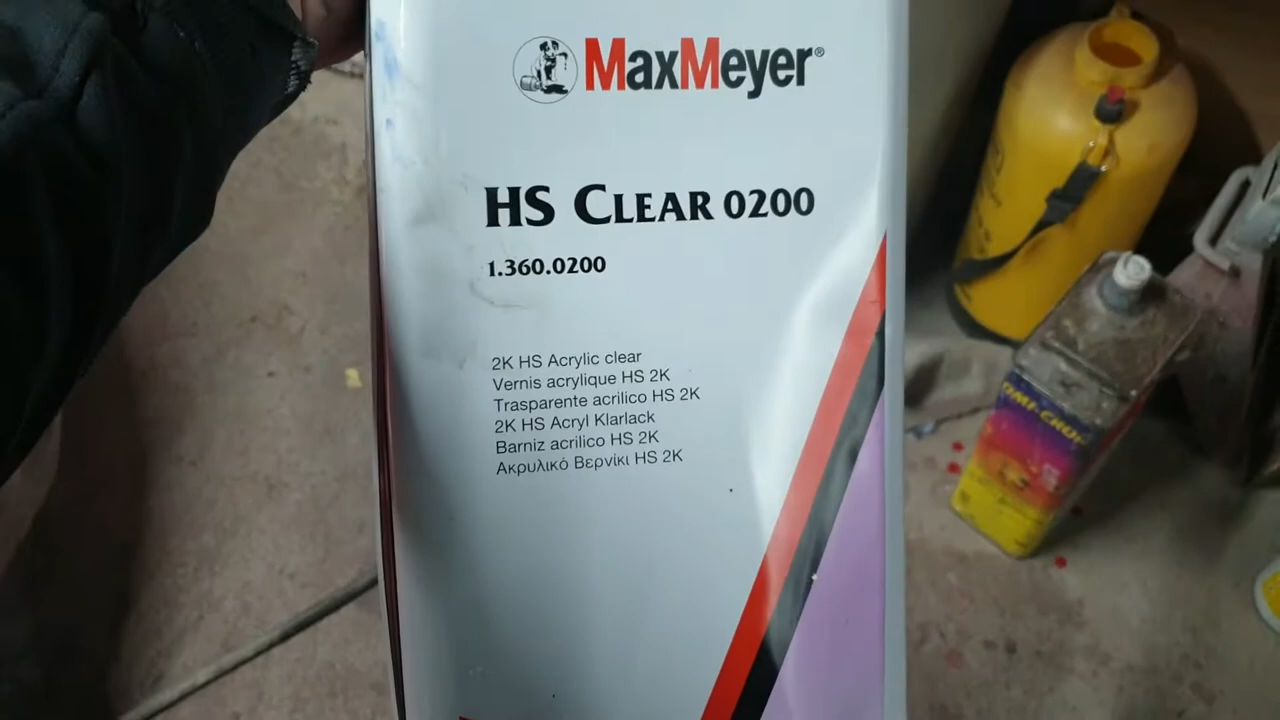 MaxMeyer®
HS CLEAR 0200
1.360.0200
2K HS Acrylic clear
Vernis acrylique HS 2K
Trasparente acrilico HS 2K
2K HS Acryl Klarlack
Barniz acrilico HS 2K
Ακρυλικό Βερνίκι HS 2K